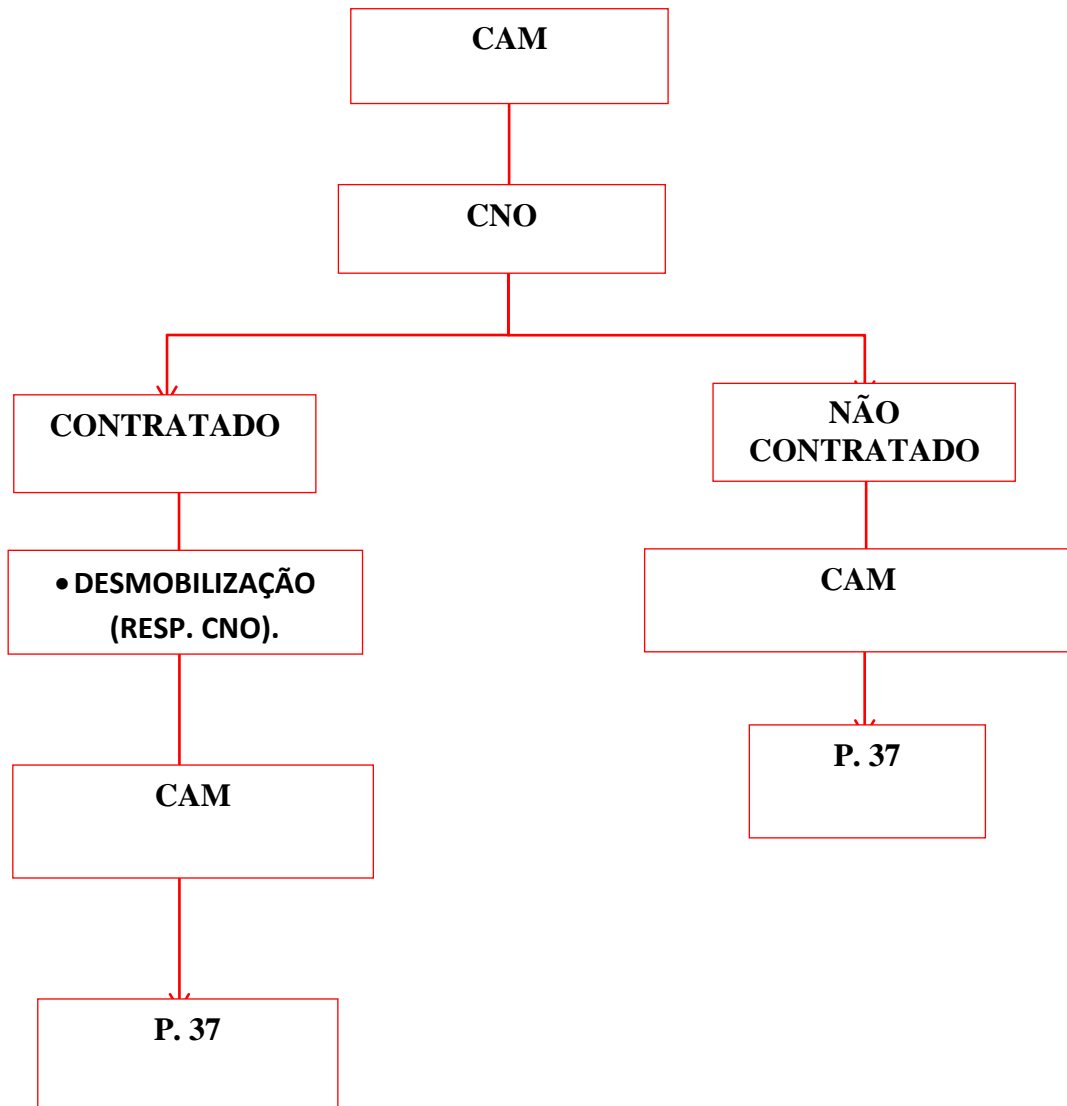 CAM
CNO
CONTRATADO
NÃO
CONTRATADO
• DESMOBILIZAÇÃO
(RESP. CNO).
CAM
P. 37
CAM
P. 37